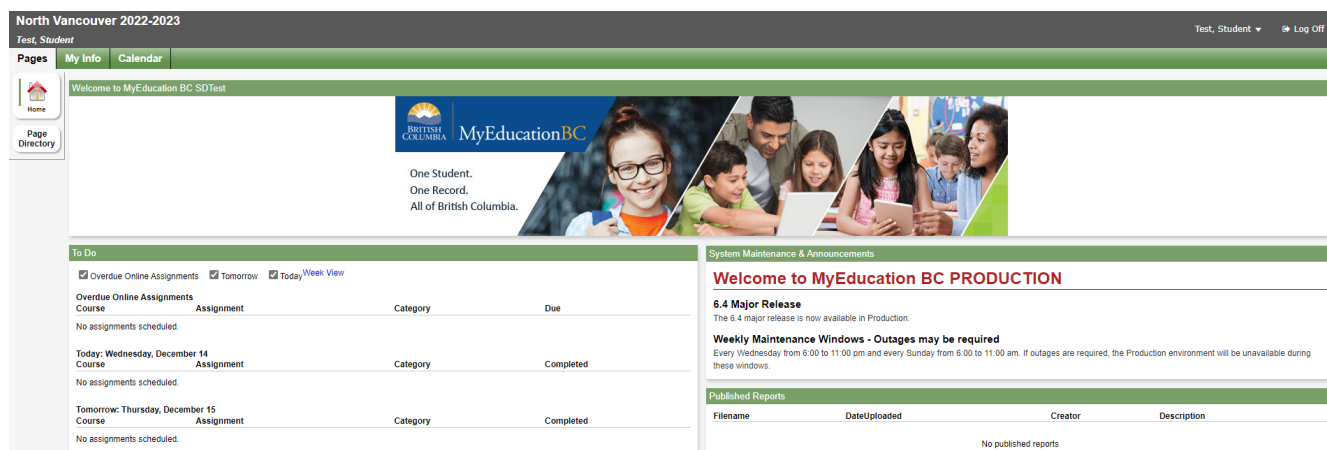 North Vancouver 2022-2023
Test, Student
Test, Student
Log Off
Pages
My Info
Calendar
Home
Page
Directory
Welcome to MyEducation BC SDTest
BRITISH
COLUMBIA
MyEducationBC
One Student.
One Record.
All of British Columbia.
To Do
Overdue Online Assignments Tomorrow Today Week View
Overdue Online Assignments
Course Assignment Category Due
No assignments scheduled.
Today: Wednesday, December 14
Course Assignment Category Completed
No assignments scheduled.
Tomorrow: Thursday, December 15
Course Assignment Category Completed
No assignments scheduled.
System Maintenance & Announcements
Welcome to MyEducation BC PRODUCTION
6.4 Major Release
The 6.4 major release is now available in Production.
Weekly Maintenance Windows - Outages may be required
Every Wednesday from 6:00 to 11:00 pm and every Sunday from 6:00 to 11:00 am. If outages are required, the Production environment will be unavailable during
these windows.
Published Reports
Filename DateUploaded Creator Description
No published reports